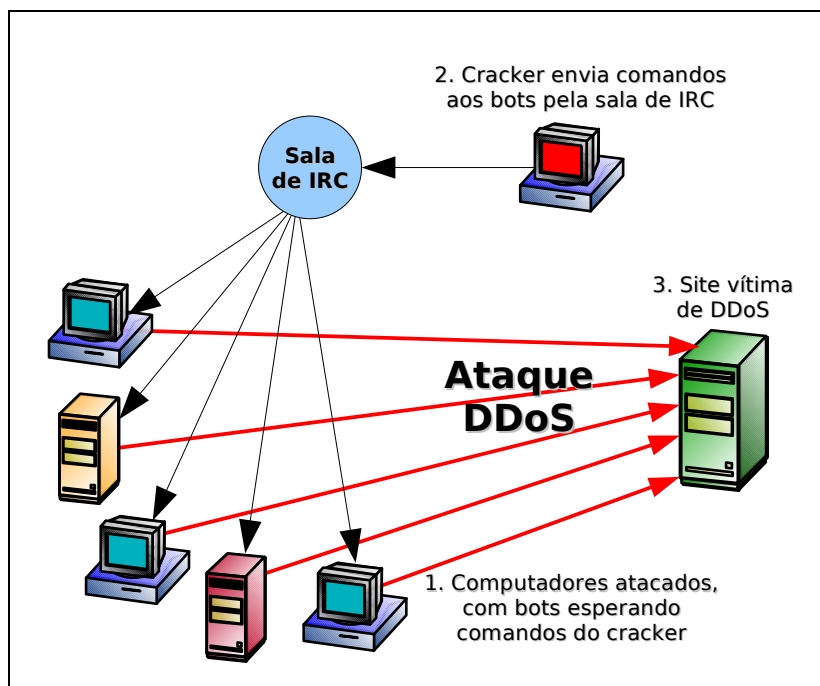 2. Cracker envia comandos
aos bots pela sala de IRC
Sala
de IRC
3. Site vítima
de DDoS
Ataque
DDoS
1. Computadores atacados,
com bots esperando
comandos do cracker